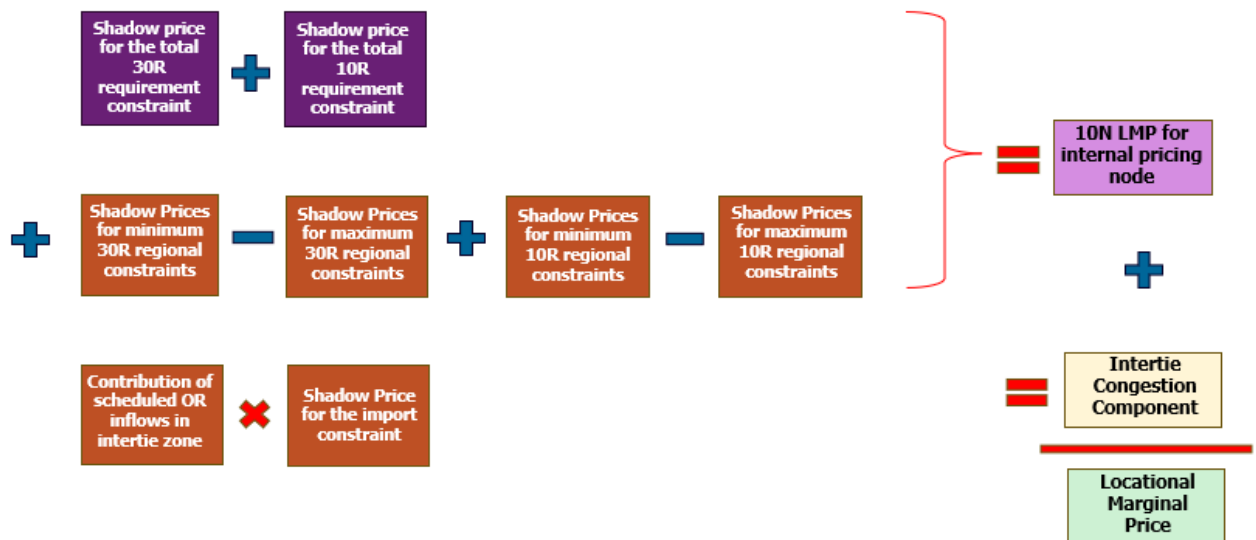 Shadow price
for the total
30R
requirement
constraint
Shadow price
for the total
10R
requirement
constraint
10N LMP for
internal pricing
node
Shadow Prices
for minimum
30R regional
constraints
Shadow Prices
for maximum
30R regional
constraints
Shadow Prices
for minimum
10R regional
constraints
Shadow Prices
for maximum
10R regional
constraints
Contribution of
scheduled OR
inflows in
intertie zone
Shadow Price
for the import
constraint
Intertie
Congestion
Component
Locational
Marginal
Price